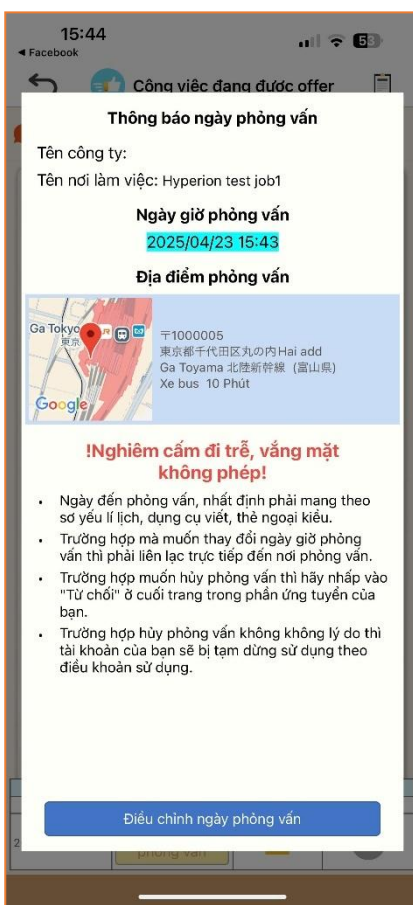 15:44
53
◀ Facebook
Công việc đang được offer
Thông báo ngày phỏng vấn
Tên công ty:
Tên nơi làm việc: Hyperion test job1
Ngày giờ phỏng vấn
2025/04/23 15:43
Địa điểm phỏng vấn
Ga Tokyo
東京
Google
〒1000005
東京都千代田区丸の内Hai add
Ga Toyama 北陸新幹線 (富山県)
Xe bus 10 Phút
!Nghiêm cấm đi trễ, vắng mặt
không phép!
• Ngày đến phỏng vấn, nhất định phải mang theo
sơ yếu lí lịch, dụng cụ viết, thẻ ngoại kiều.
• Trường hợp mà muốn thay đổi ngày giờ phỏng
vấn thì phải liên lạc trực tiếp đến nơi phỏng vấn.
• Trường hợp muốn hủy phỏng vấn thì hãy nhấp vào
"Từ chối" ở cuối trang trong phần ứng tuyển của
bạn.
• Trường hợp hủy phỏng vấn không không lý do thì
tài khoản của bạn sẽ bị tạm dừng sử dụng theo
điều khoản sử dụng.
Điều chỉnh ngày phỏng vấn
2
phỏng vấn